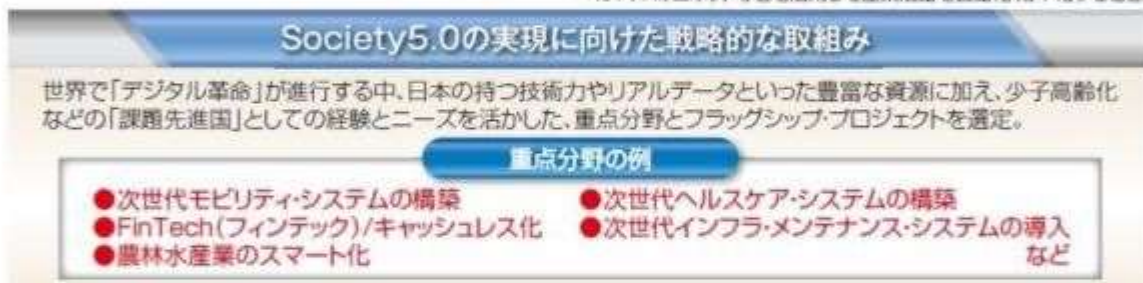 Society5.0の実現に向けた戦略的な取組み
世界で「デジタル革命」が進行する中、日本の持つ技術力やリアルデータといった豊富な資源に加え、少子高齢化
などの「課題先進国」としての経験とニーズを活かした、重点分野とフラッグシップ・プロジェクトを選定。
重点分野の例
●次世代モビリティ・システムの構築
●FinTech(フィンテック)/キャッシュレス化
●農林水産業のスマート化
●次世代ヘルスケア・システムの構築
●次世代インフラ・メンテナンス・システムの導入
など